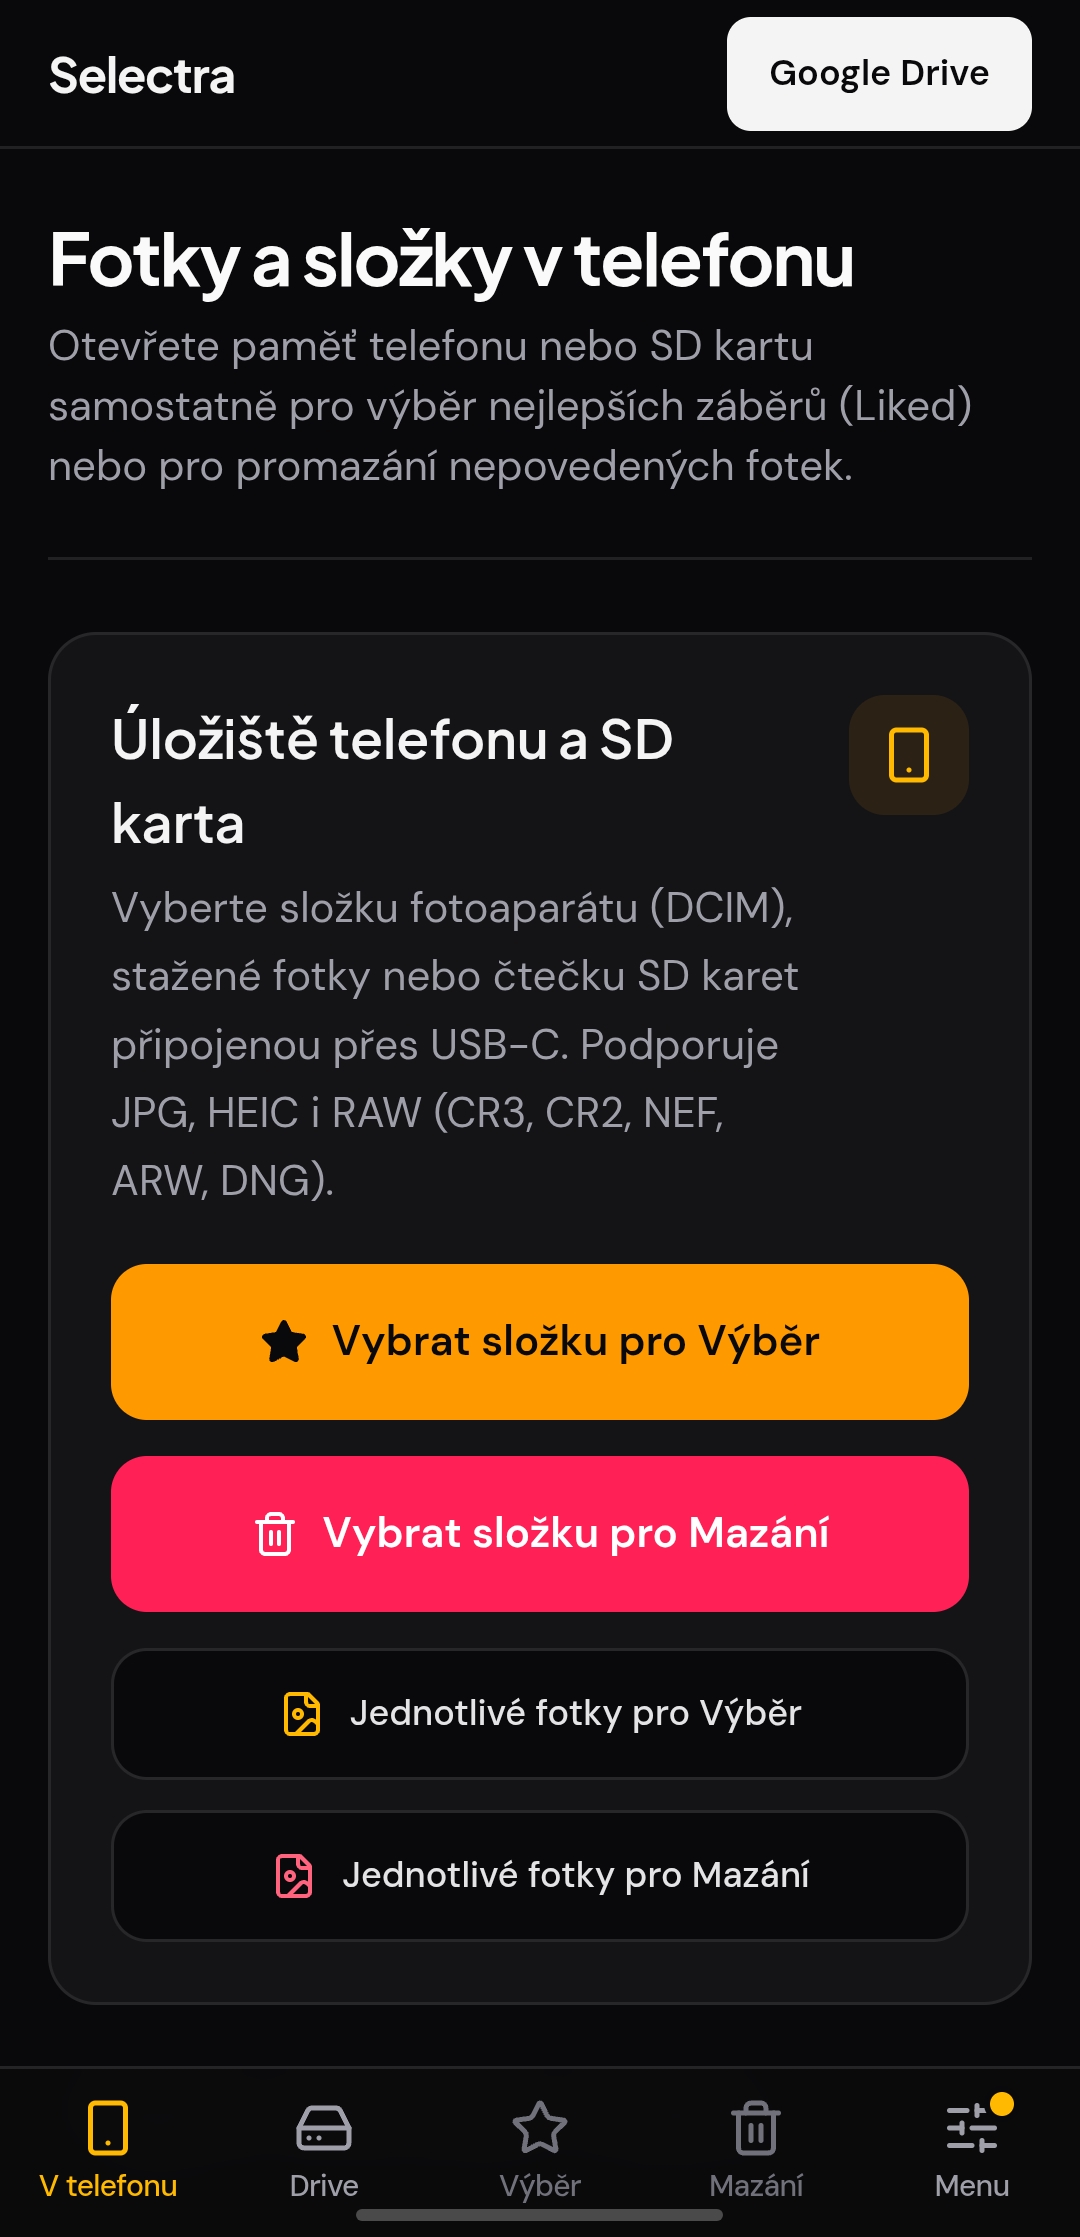 Selectra
Google Drive
Fotky a složky v telefonu
Otevřete paměť telefonu nebo SD kartu
samostatně pro výběr nejlepších záběrů (Liked)
nebo pro promazání nepovedených fotek.
Úložiště telefonu a SD
karta
Vyberte složku fotoaparátu (DCIM),
stažené fotky nebo čtečku SD karet
připojenou přes USB-C. Podporuje
JPG, HEIC i RAW (CR3, CR2, NEF,
ARW, DNG).
Vybrat složku pro Výběr
Vybrat složku pro Mazání
Jednotlivé fotky pro Výběr
Jednotlivé fotky pro Mazání
V telefonu
Drive
Výběr
Mazání
Menu